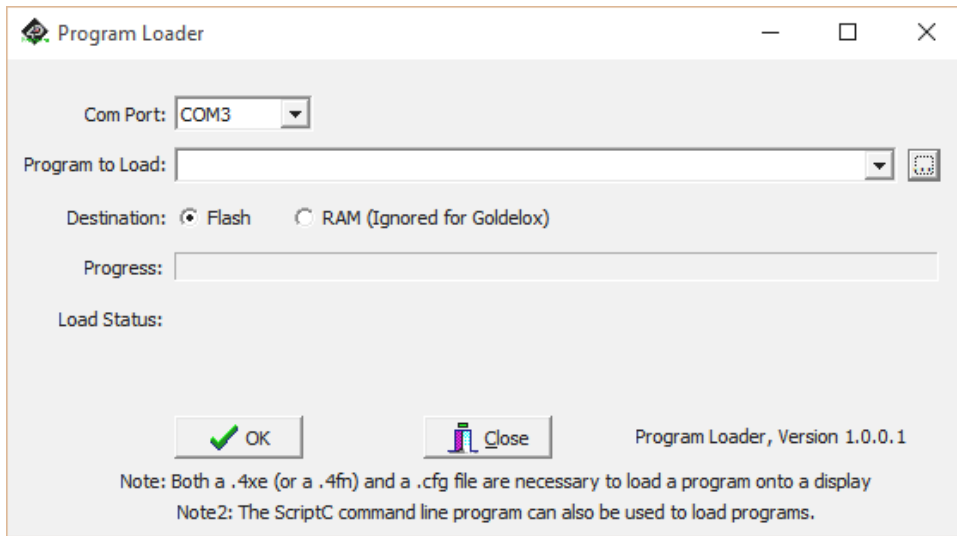 Program Loader
Com Port: COM3
Program to Load:
Destination: Flash RAM (Ignored for Goldelox)
Progress:
Load Status:
OK Close Program Loader, Version 1.0.0.1
Note: Both a .4xe (or a .4fn) and a .cfg file are necessary to load a program onto a display
Note2: The ScriptC command line program can also be used to load programs.